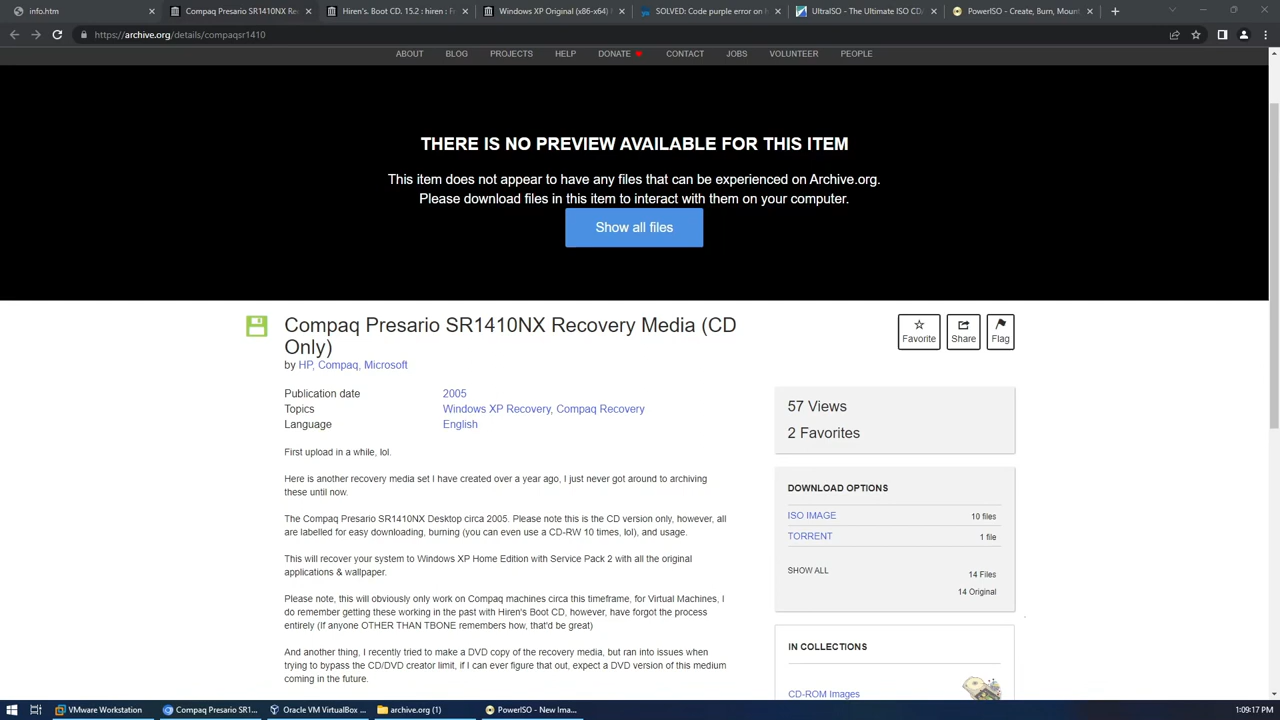 info.htm
Compaq Presario SR1410NX Re
Hiren's Boot CD. 15.2 : hiren : F
Windows XP Original (x86-x64)
SOLVED: Code purple error on
UltraISO - The Ultimate ISO CD
PowerISO - Create, Burn, Mount
https://archive.org/details/compaqsr1410
ABOUT BLOG PROJECTS HELP DONATE CONTACT JOBS VOLUNTEER PEOPLE
THERE IS NO PREVIEW AVAILABLE FOR THIS ITEM
This item does not appear to have any files that can be experienced on Archive.org.
Please download files in this item to interact with them on your computer.
Show all files
Compaq Presario SR1410NX Recovery Media (CD
Only)
by HP, Compaq, Microsoft
Favorite
Share
Flag
Publication date 2005
Topics Windows XP Recovery, Compaq Recovery
Language English
First upload in a while, lol.
Here is another recovery media set I have created over a year ago, I just never got around to archiving
these until now.
The Compaq Presario SR1410NX Desktop circa 2005. Please note this is the CD version only, however, all
are labelled for easy downloading, burning (you can even use a CD-RW 10 times, lol), and usage.
This will recover your system to Windows XP Home Edition with Service Pack 2 with all the original
applications & wallpaper.
Please note, this will obviously only work on Compaq machines circa this timeframe, for Virtual Machines, I
do remember getting these working in the past with Hiren's Boot CD, however, have forgot the process
entirely (If anyone OTHER THAN TBONE remembers how, that'd be great)
And another thing, I recently tried to make a DVD copy of the recovery media, but ran into issues when
trying to bypass the CD/DVD creator limit, if I can ever figure that out, expect a DVD version of this medium
coming in the future.
57 Views
2 Favorites
DOWNLOAD OPTIONS
ISO IMAGE 10 files
TORRENT 1 file
SHOW ALL 14 Files
14 Original
IN COLLECTIONS
CD-ROM Images
VMware Workstation
Compaq Presario SR1...
Oracle VM VirtualBox ...
archive.org (1)
PowerISO - New Ima...
1:09:17 PM